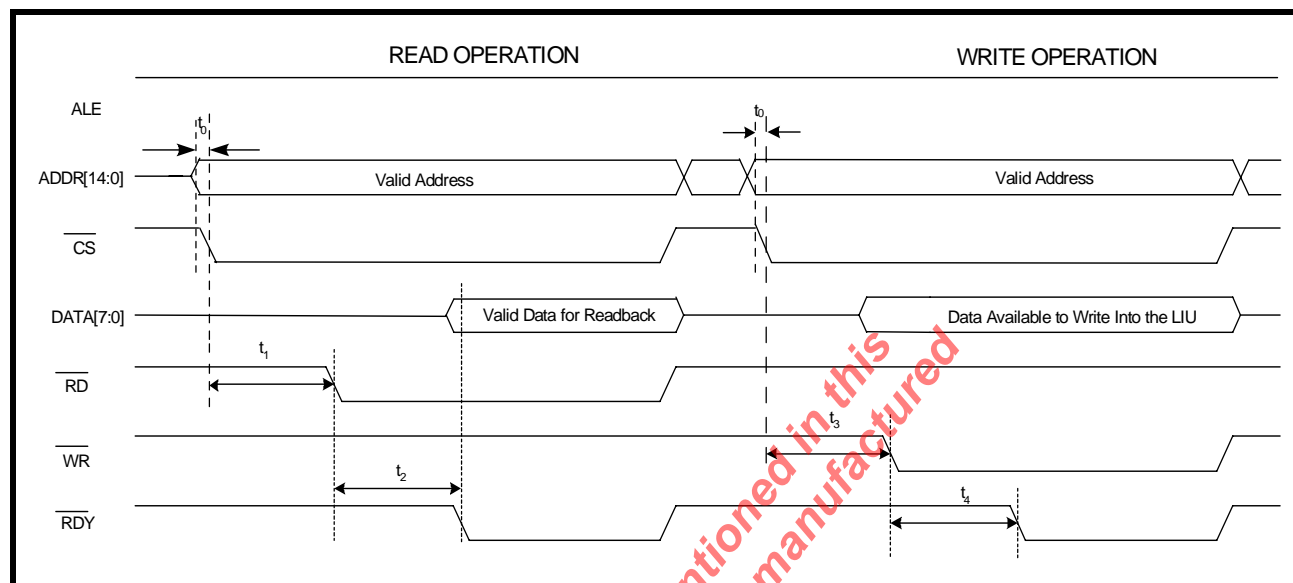 READ OPERATION WRITE OPERATION
ALE
t0 t0
ADDR[14:0] Valid Address Valid Address
CS
DATA[7:0] Valid Data for Readback Data Available to Write Into the LIU
t1
RD
t3
WR
t2 t4
RDY
mentioned in this
manufactured